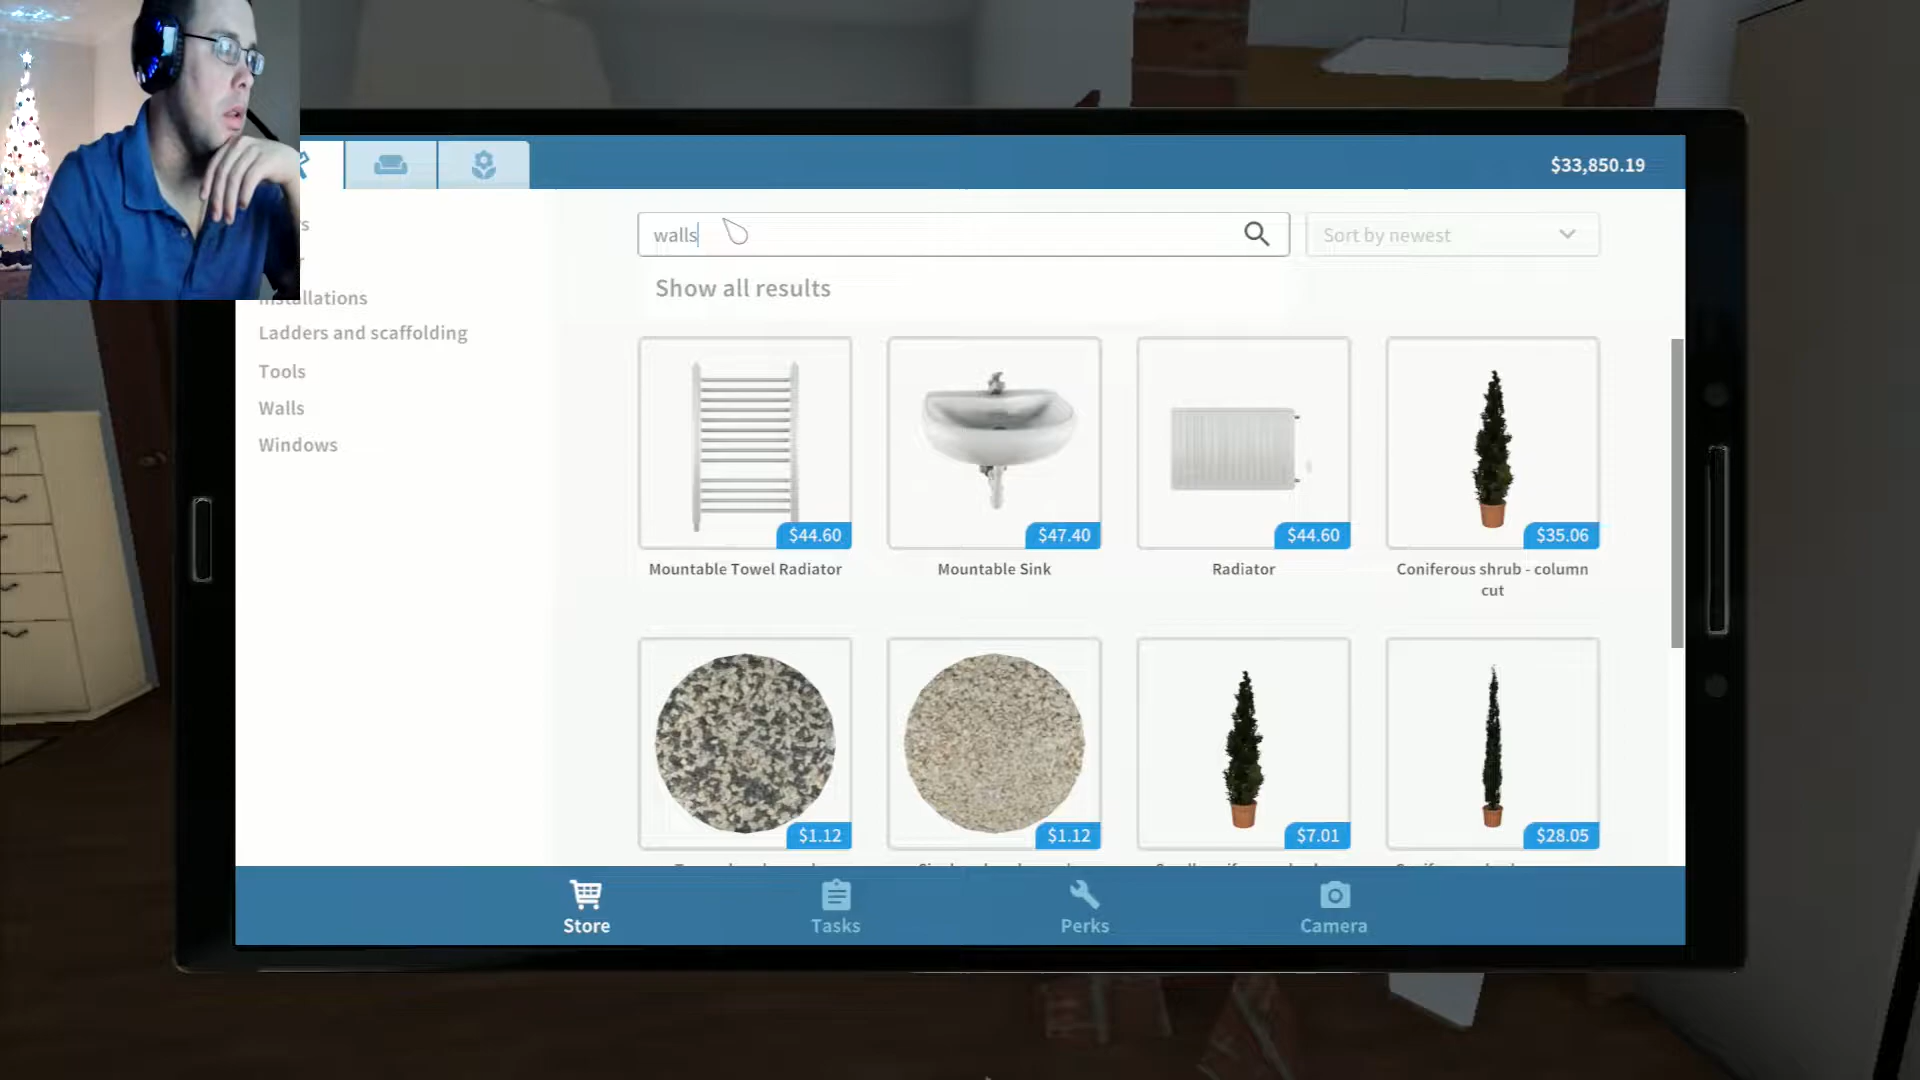 $33,850.19
walls
Sort by newest
Show all results
Installations
Ladders and scaffolding
Tools
Walls
Windows
$44.60
$47.40
$44.60
$35.06
Mountable Towel Radiator
Mountable Sink
Radiator
Coniferous shrub - column
cut
$1.12
$1.12
$7.01
$28.05
Store
Tasks
Perks
Camera